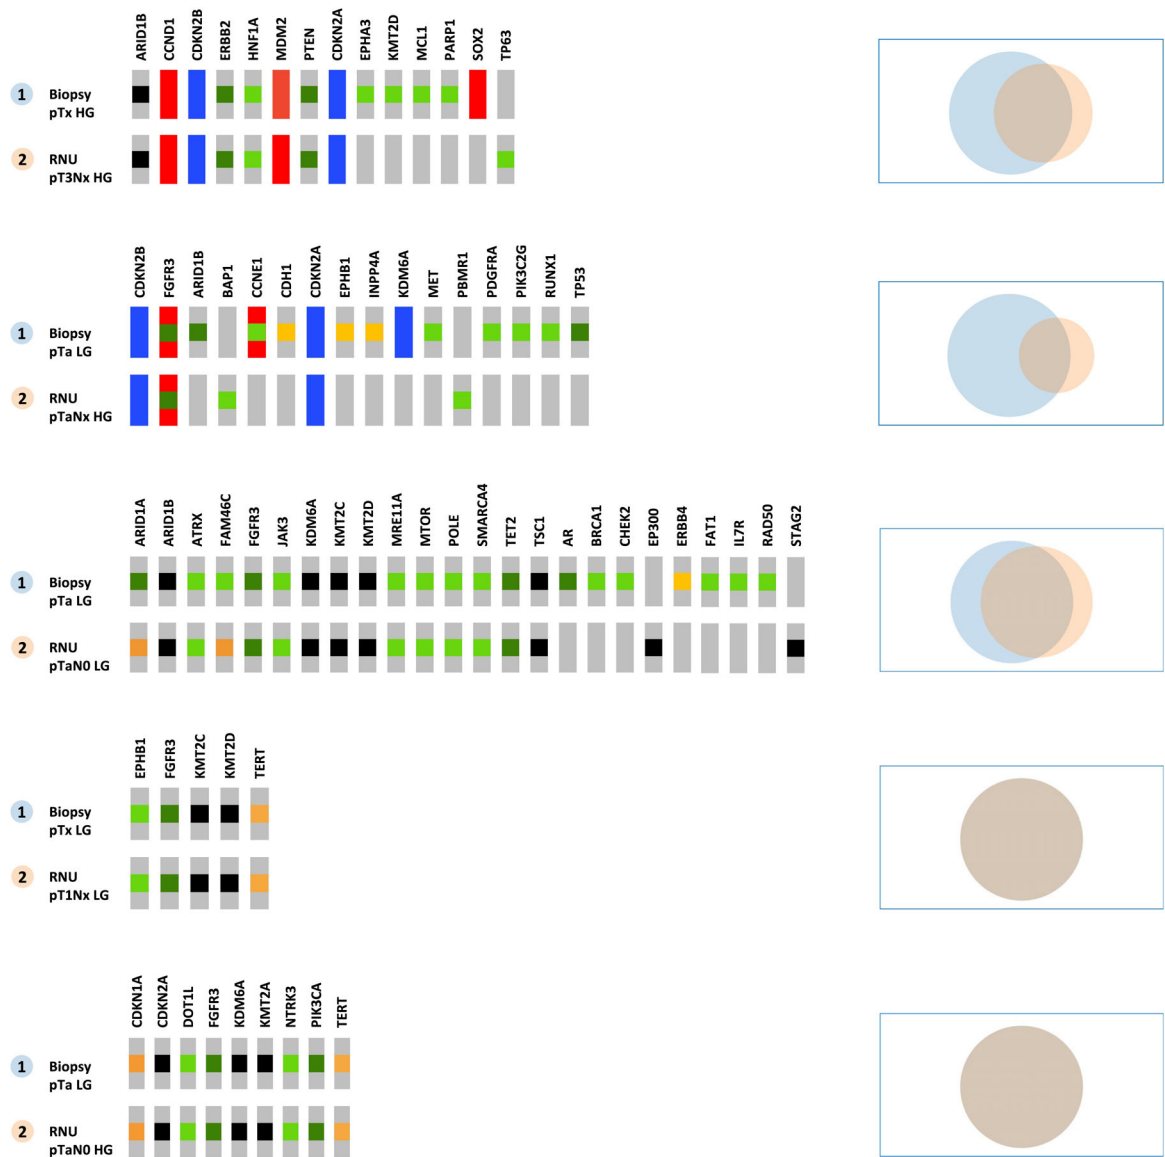 ARID1B CCND1 CDKN2B ERBB2 HNF1A MDM2 PTEN CDKN2A EPHA3 KMT2D MCL1 PARP1 SOX2 TP63
1 Biopsy
pTx HG
2 RNU
pT3Nx HG
CDKN2B FGFR3 ARID1B BAP1 CCNE1 CDH1 CDKN2A EPHB1 INPP4A KDM6A MET PBMR1 PDGFRA PIK3C2G RUNX1 TP53
1 Biopsy
pTa LG
2 RNU
pTaNx HG
ARID1A ARID1B ATRX FAM46C FGFR3 JAK3 KDM6A KMT2C KMT2D MRE11A MTOR POLE SMARCA4 TET2 TSC1 AR BRCA1 CHEK2 EP300 ERBB4 FAT1 IL7R RAD50 STAG2
1 Biopsy
pTa LG
2 RNU
pTaN0 LG
EPHB1 FGFR3 KMT2C KMT2D TERT
1 Biopsy
pTx LG
2 RNU
pT1Nx LG
CDKN1A CDKN2A DOT1L FGFR3 KDM6A KMT2A NTRK3 PIK3CA TERT
1 Biopsy
pTa LG
2 RNU
pTaN0 HG